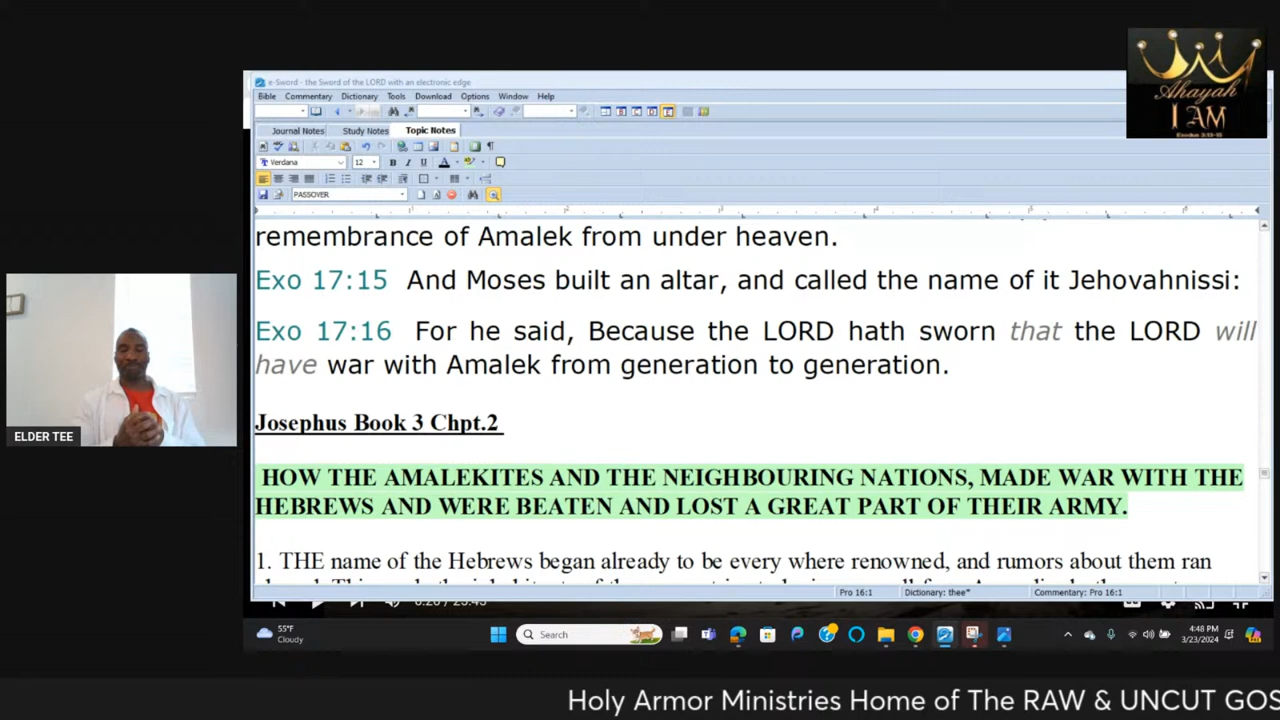 Ahayah
I AM
Exodus 3:13-15
e-Sword - the Sword of the LORD with an electronic edge
Bible Commentary Dictionary Tools Download Options Window Help
Journal Notes Study Notes Topic Notes
Verdana 12 B I U A
PASSOVER
remembrance of Amalek from under heaven.
Exo 17:15 And Moses built an altar, and called the name of it Jehovahnissi:
Exo 17:16 For he said, Because the LORD hath sworn that the LORD will
have war with Amalek from generation to generation.
Josephus Book 3 Chpt.2
HOW THE AMALEKITES AND THE NEIGHBOURING NATIONS, MADE WAR WITH THE
HEBREWS AND WERE BEATEN AND LOST A GREAT PART OF THEIR ARMY.
1. THE name of the Hebrews began already to be every where renowned, and rumors about them ran
ELDER TEE
Pro 16:1 Dictionary: thee" Commentary: Pro 16:1
55°F
Cloudy
Search
4:48 PM
3/23/2024
Holy Armor Ministries Home of The RAW & UNCUT GOS